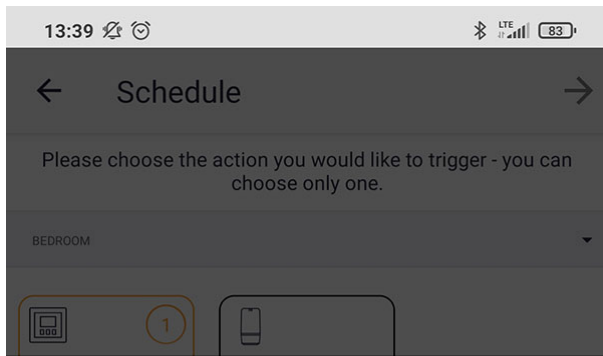 13:39 LTE 83
Schedule
Please choose the action you would like to trigger - you can
choose only one.
BEDROOM
1